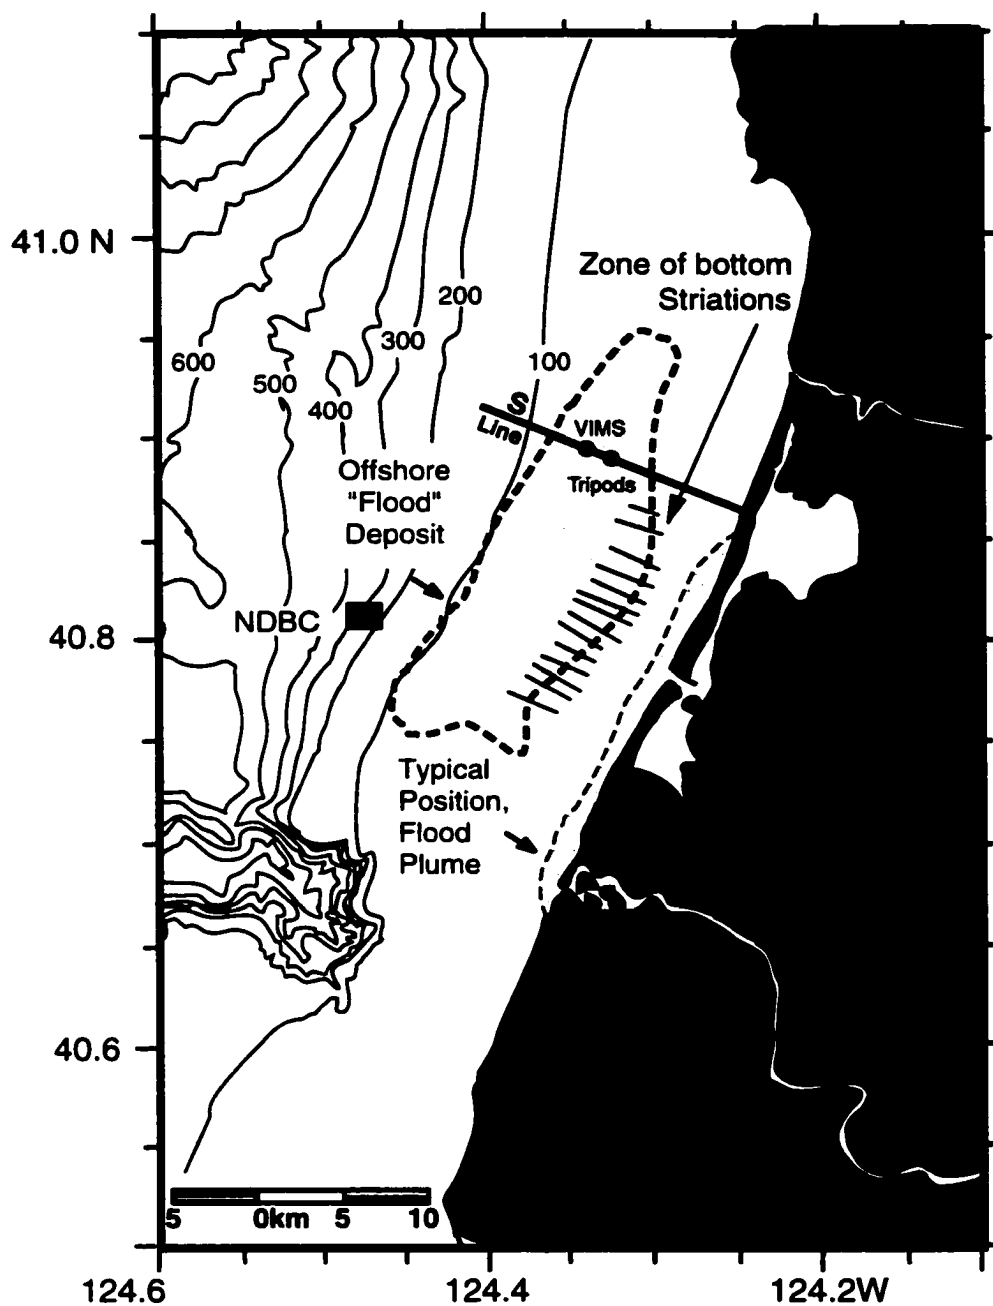 41.0 N
40.8
40.6
124.6
124.4
124.2W
Zone of bottom
Striations
200
300
100
600
500
400
S
Line
VIMS
Tripods
Offshore
"Flood"
Deposit
NDBC
Typical
Position,
Flood
Plume
5
0km
5
10